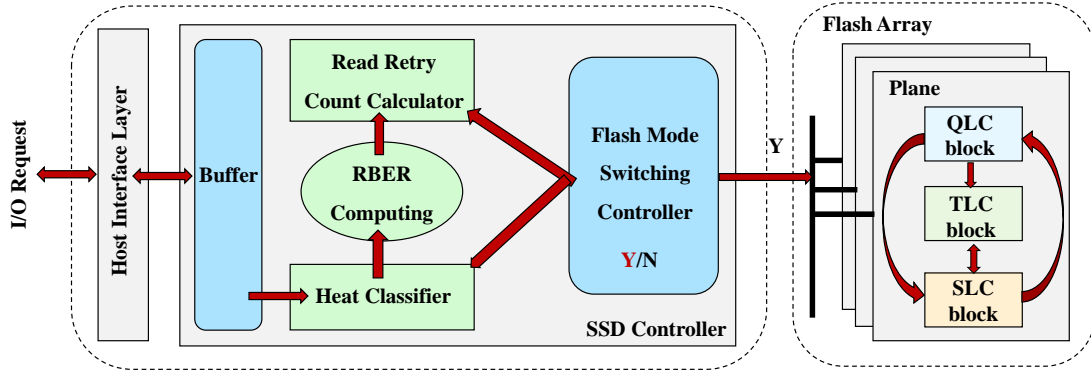 I/O Request
Host Interface Layer
Buffer
Read Retry
Count Calculator
RBER
Computing
Heat Classifier
Flash Mode
Switching
Controller
Y/N
SSD Controller
Y
Flash Array
Plane
QLC
block
TLC
block
SLC
block